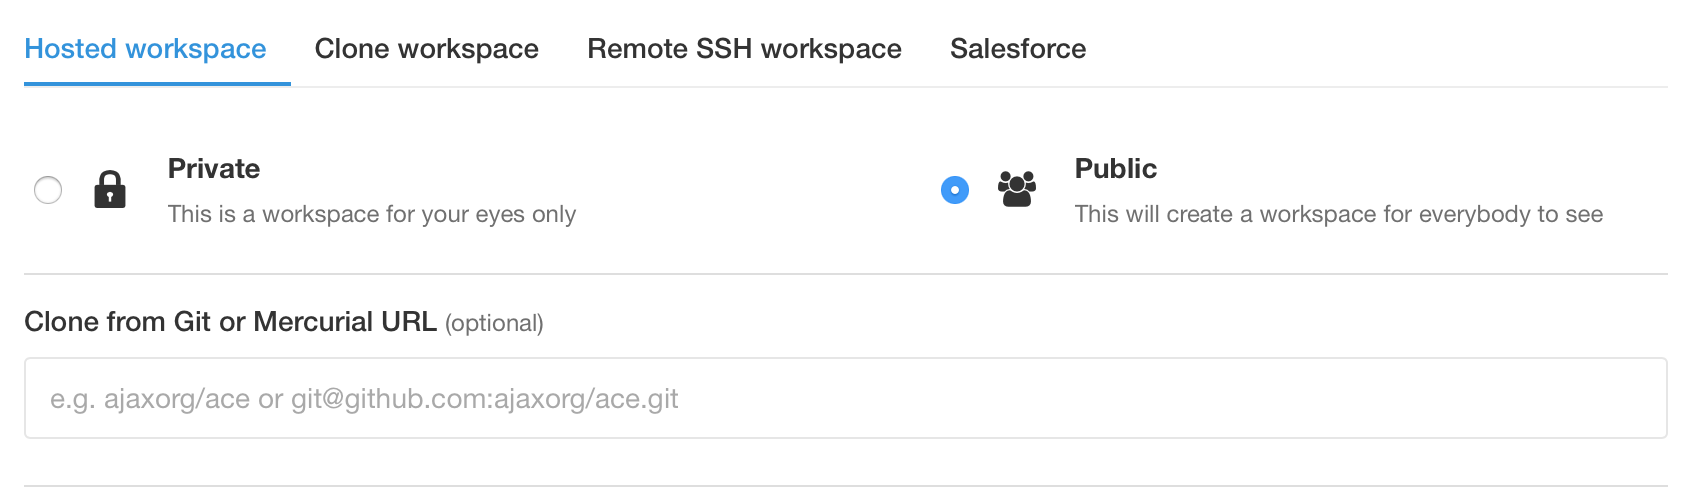 Hosted workspace Clone workspace Remote SSH workspace Salesforce
Private
This is a workspace for your eyes only
Public
This will create a workspace for everybody to see
Clone from Git or Mercurial URL (optional)
e.g. ajaxorg/ace or git@github.com:ajaxorg/ace.git